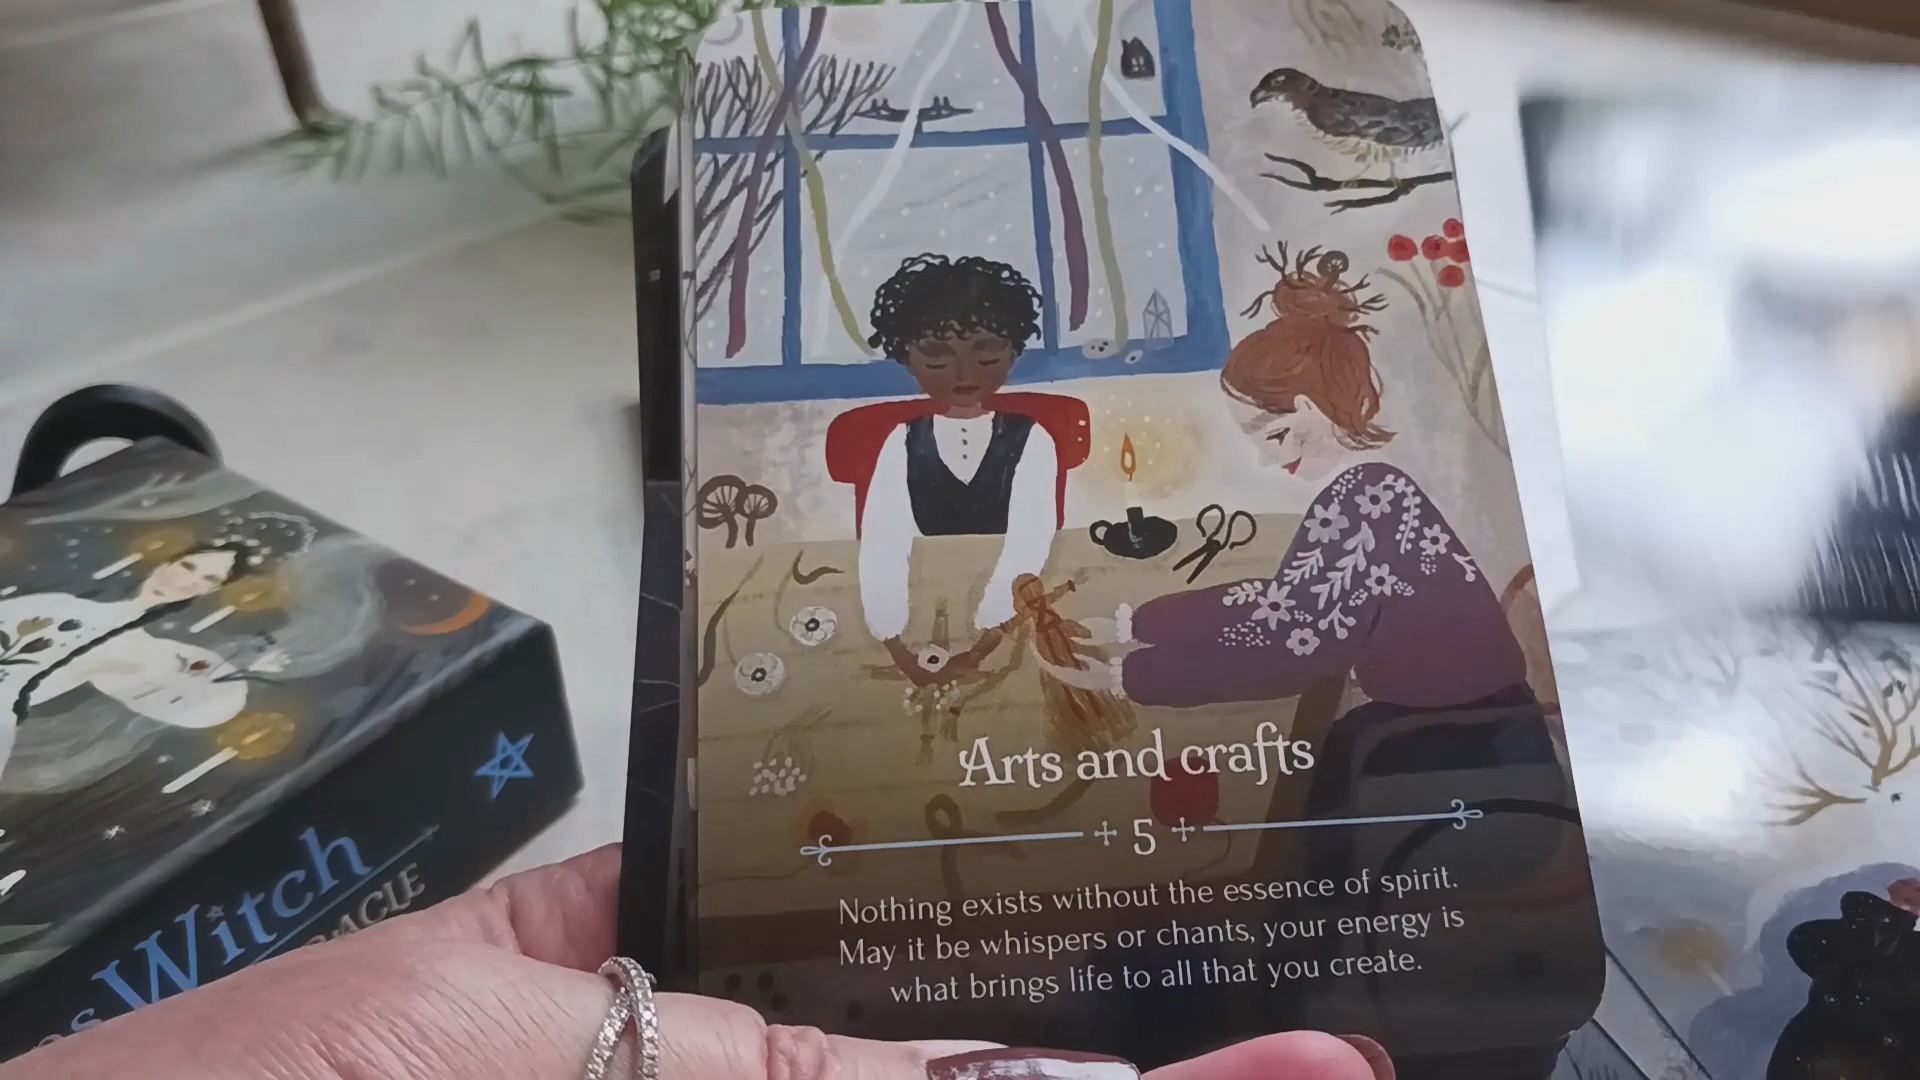 Arts and crafts
5
Nothing exists without the essence of spirit.
May it be whispers or chants, your energy is
what brings life to all that you create.
Witch